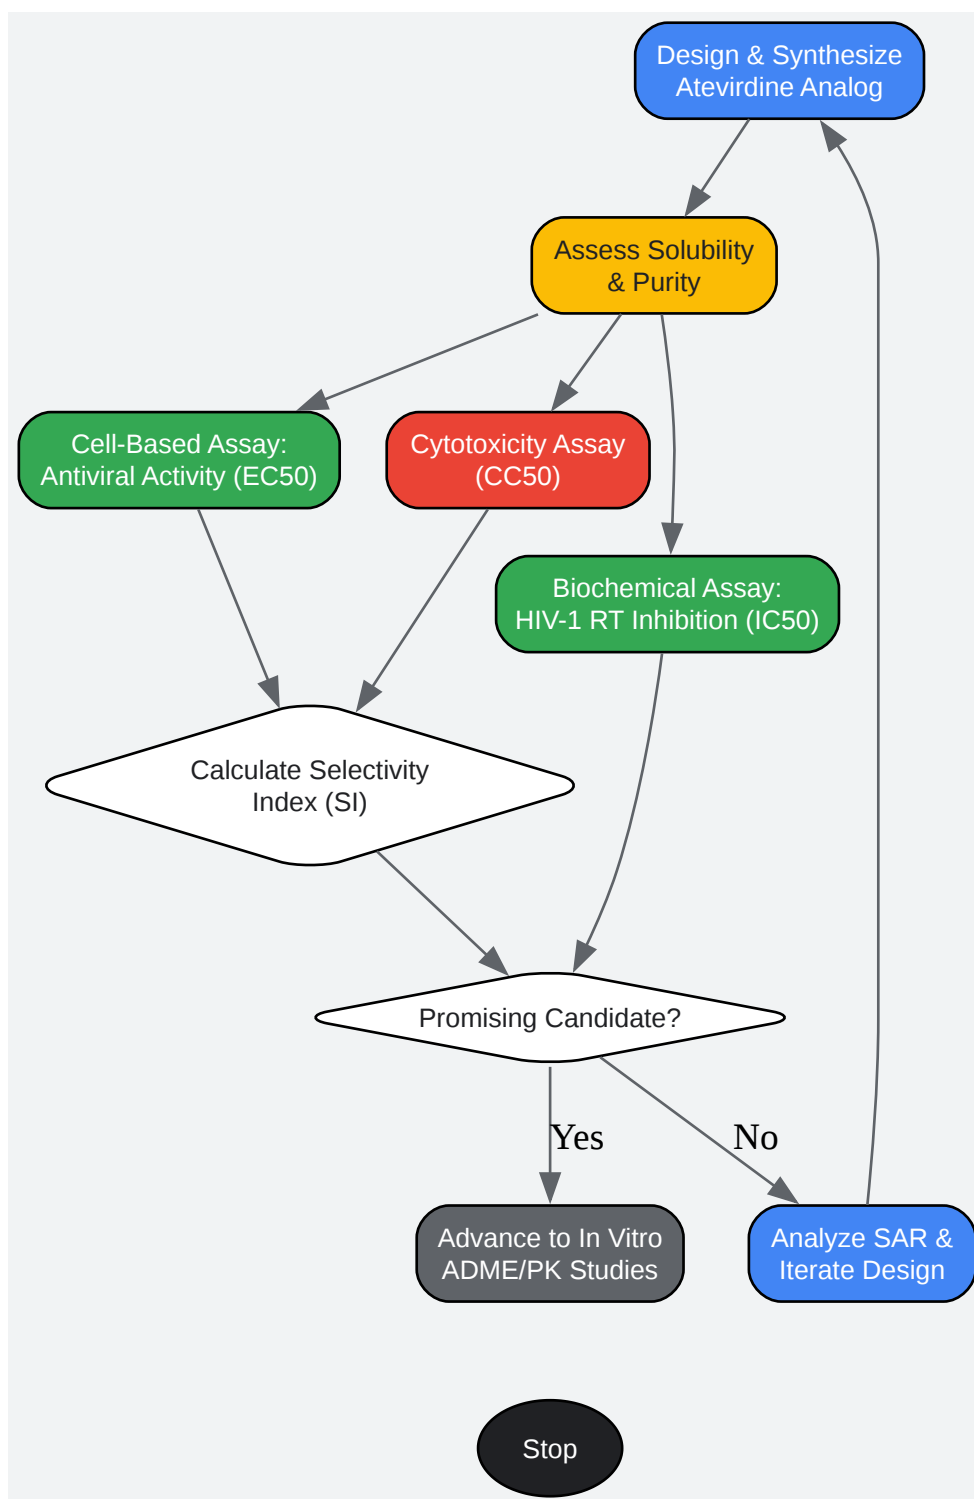 Design & Synthesize
Atevirdine Analog
Assess Solubility
& Purity
Cell-Based Assay:
Antiviral Activity (EC50)
Cytotoxicity Assay
(CC50)
Biochemical Assay:
HIV-1 RT Inhibition (IC50)
Calculate Selectivity
Index (SI)
Promising Candidate?
Yes
No
Advance to In Vitro
ADME/PK Studies
Analyze SAR &
Iterate Design
Stop